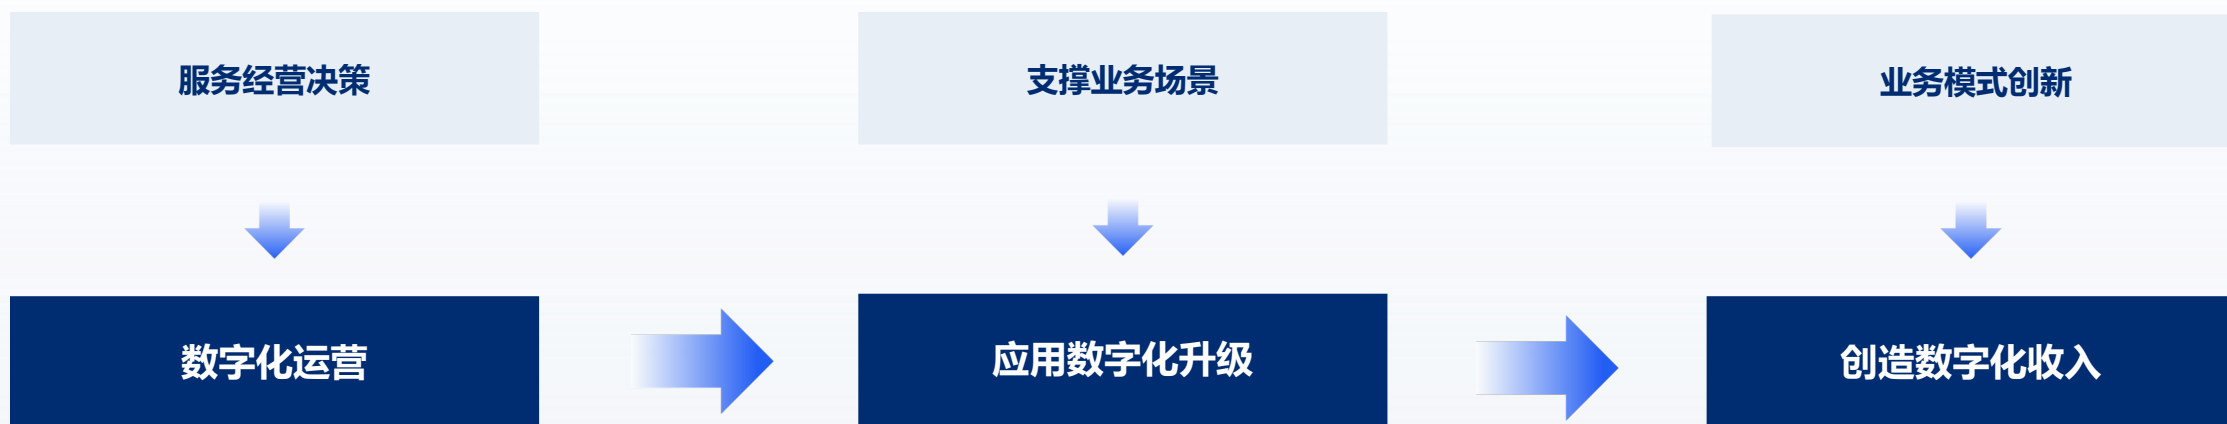 服务经营决策
支撑业务场景
业务模式创新
数字化运营
应用数字化升级
创造数字化收入